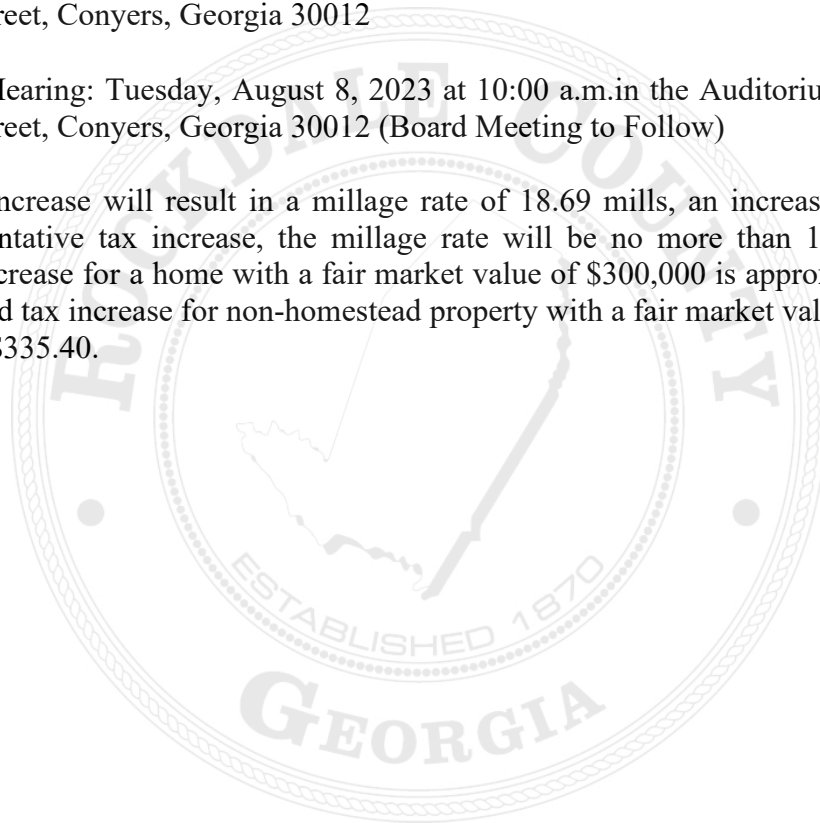 reet, Conyers, Georgia 30012
Hearing: Tuesday, August 8, 2023 at 10:00 a.m.in the Auditoriu
reet, Conyers, Georgia 30012 (Board Meeting to Follow)
ncrease will result in a millage rate of 18.69 mills, an increas
ntative tax increase, the millage rate will be no more than 1
crease for a home with a fair market value of $300,000 is approx
d tax increase for non-homestead property with a fair market val
$335.40.
ROCKDALE COUNTY
ESTABLISHED 1870
GEORGIA